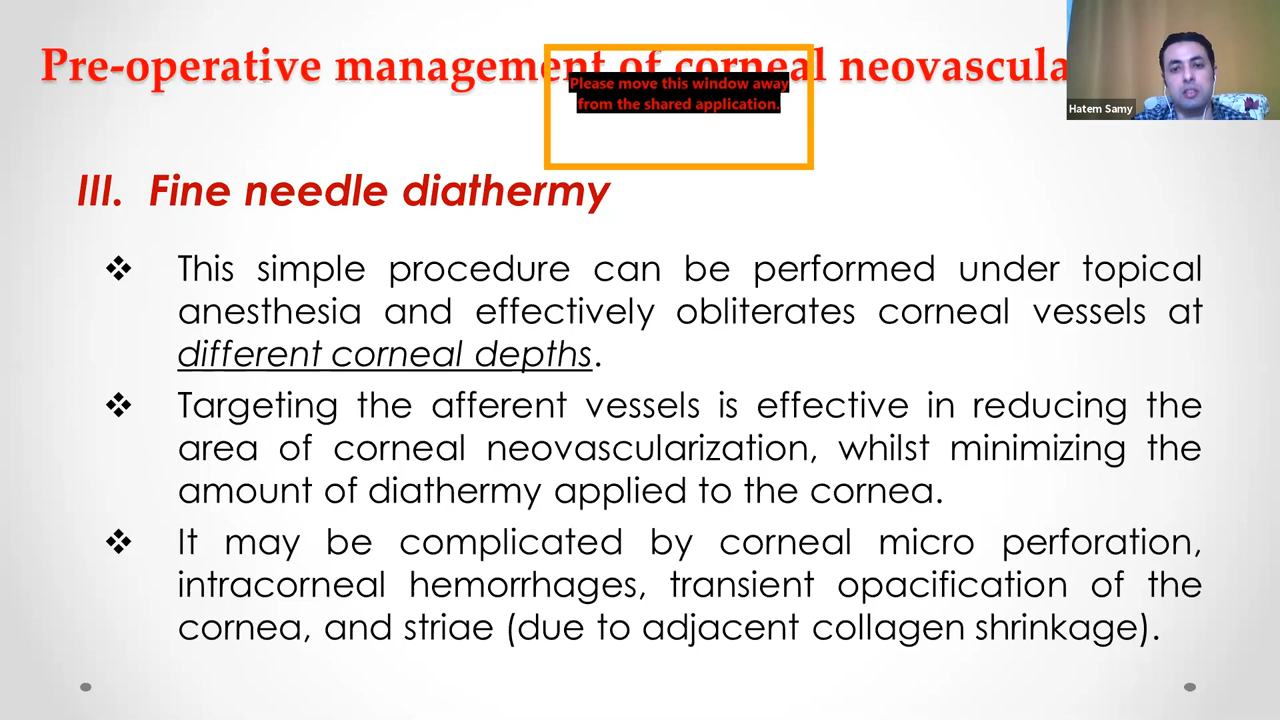 Pre-operative management of corneal neovascula
Please move this window away
from the shared application.
Hatem Samy
III. Fine needle diathermy
This simple procedure can be performed under topical
anesthesia and effectively obliterates corneal vessels at
different corneal depths.
Targeting the afferent vessels is effective in reducing the
area of corneal neovascularization, whilst minimizing the
amount of diathermy applied to the cornea.
It may be complicated by corneal micro perforation,
intracorneal hemorrhages, transient opacification of the
cornea, and striae (due to adjacent collagen shrinkage).